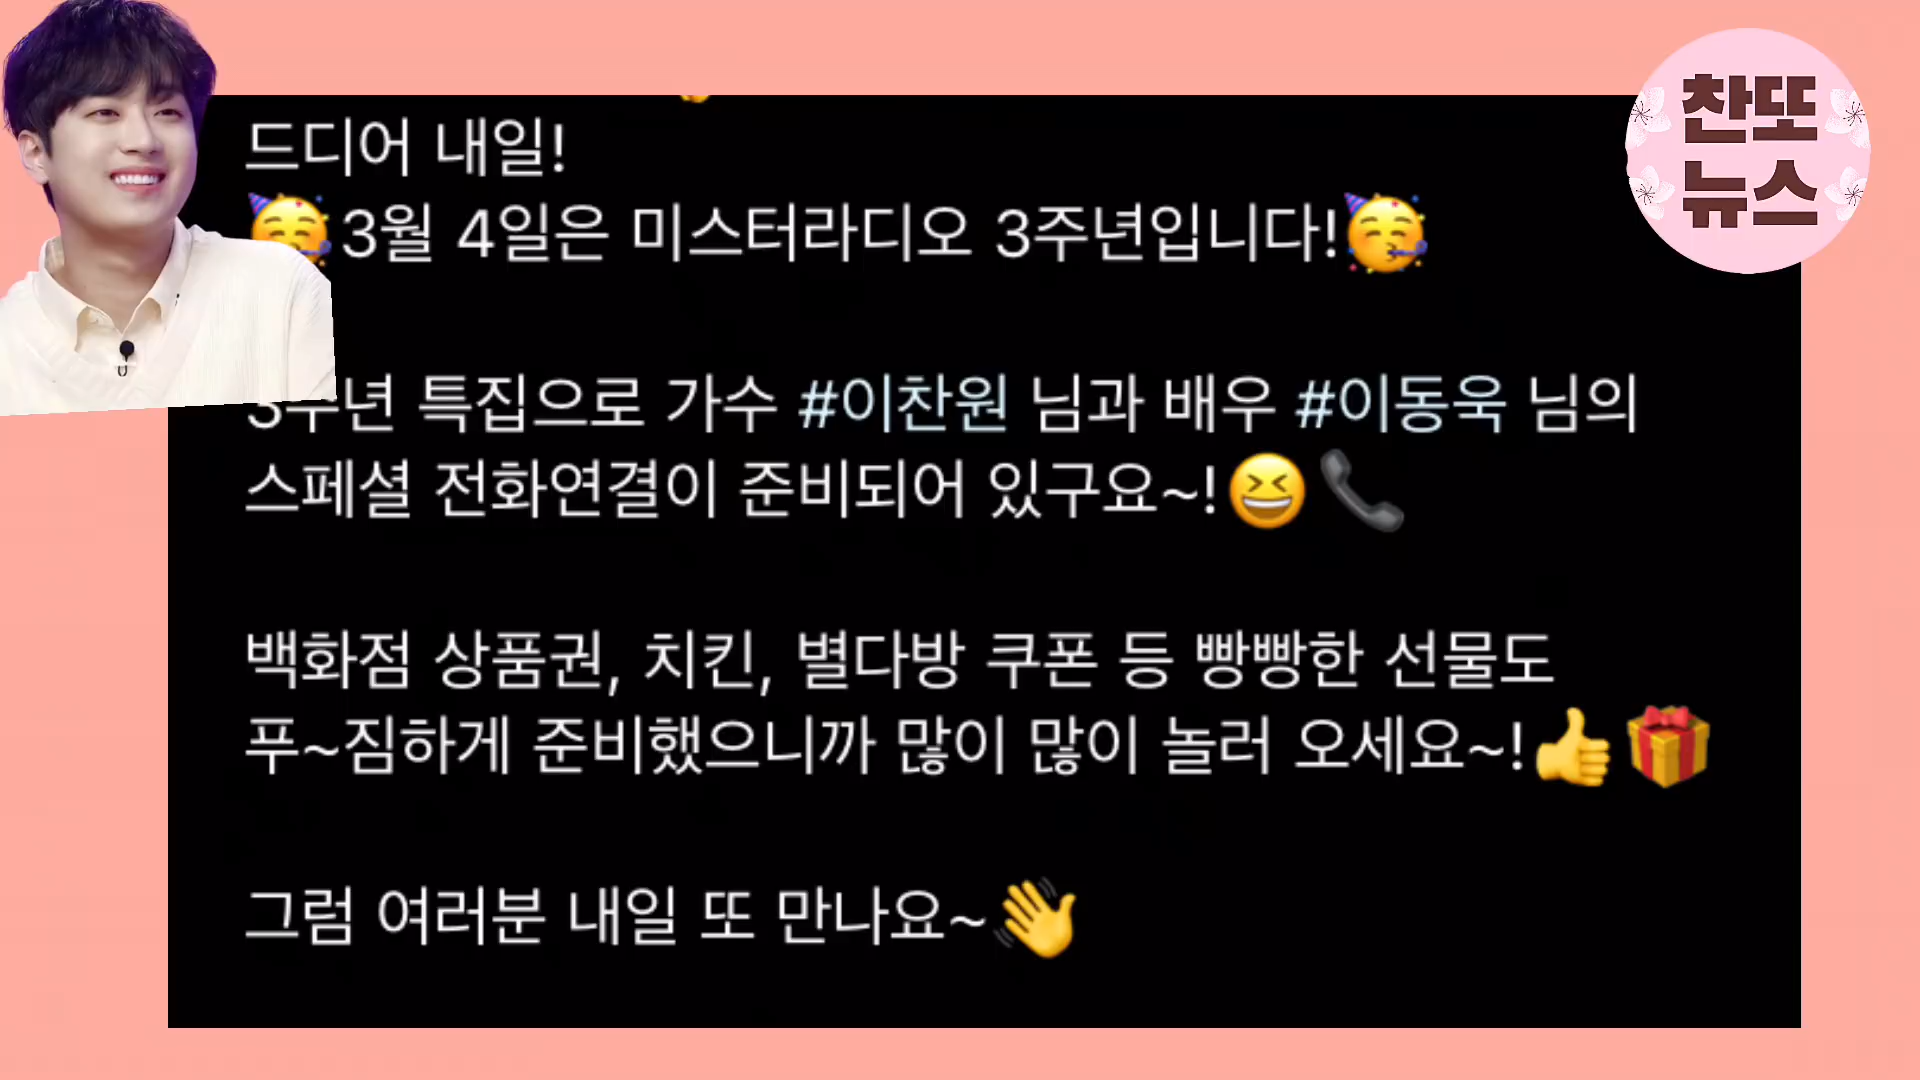 드디어 내일!
🥳3월 4일은 미스터라디오 3주년입니다!🥳
3주년 특집으로 가수 #이찬원 님과 배우 #이동욱 님의
스페셜 전화연결이 준비되어 있구요~!😆📞
백화점 상품권, 치킨, 별다방 쿠폰 등 빵빵한 선물도
푸~짐하게 준비했으니까 많이 많이 놀러 오세요~!👍🎁
그럼 여러분 내일 또 만나요~👋
찬또
뉴스